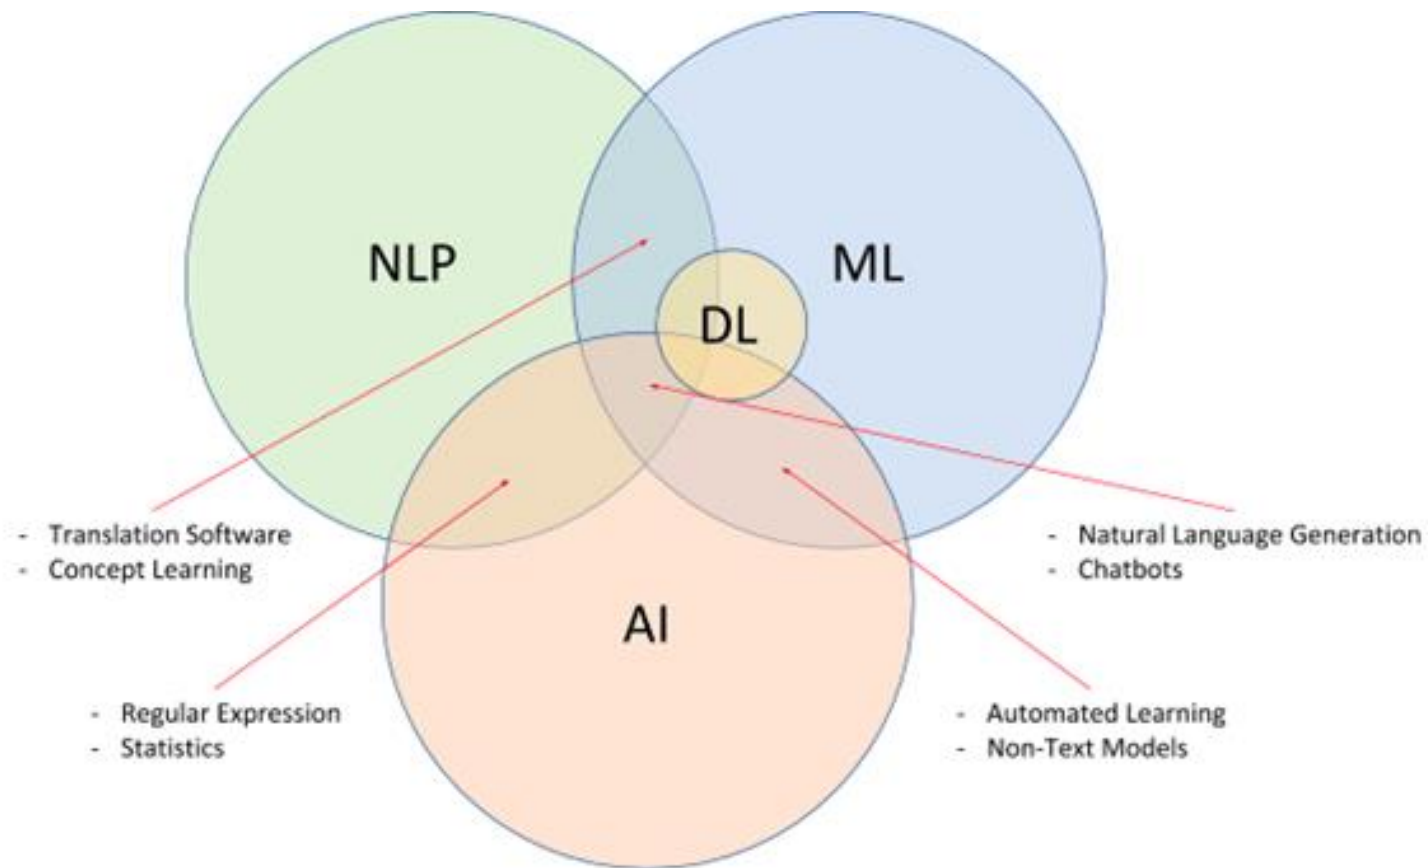 NLP
ML
DL
- Translation Software
- Concept Learning
- Natural Language Generation
- Chatbots
AI
- Regular Expression
- Statistics
- Automated Learning
- Non-Text Models